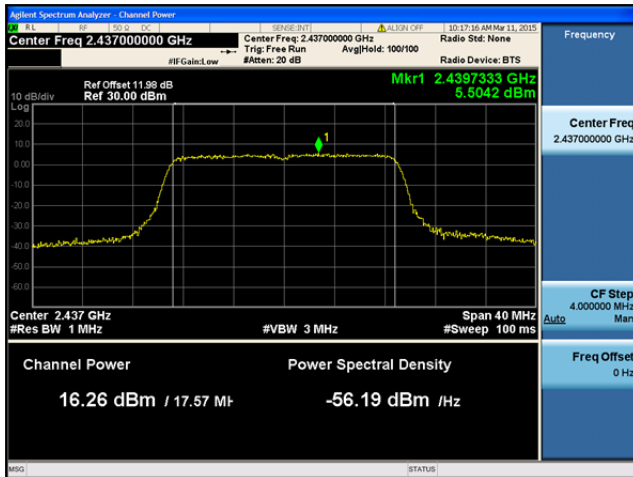 Agilent Spectrum Analyzer - Channel Power
RL RF 50 Ω DC SENSE:INT ALIGN OFF 10:17:16 AM Mar 11, 2015
Center Freq 2.437000000 GHz
Center Freq: 2.437000000 GHz
Radio Std: None
Trig: Free Run Avg|Hold: 100/100
#IFGain:Low
#Atten: 20 dB
Radio Device: BTS
Ref Offset 11.98 dB
10 dB/div Ref 30.00 dBm
Mkr1 2.4397333 GHz
5.5042 dBm
Log
20.0
10.0
1
0.00
-10.0
-20.0
-30.0
-40.0
-50.0
-60.0
Center 2.437 GHz Span 40 MHz
#Res BW 1 MHz #VBW 3 MHz #Sweep 100 ms
Channel Power Power Spectral Density
16.26 dBm / 17.57 MH -56.19 dBm /Hz
MSG STATUS
Frequency
Center Freq
2.437000000 GHz
CF Step
4.000000 MHz
Auto Man
Freq Offset
0 Hz